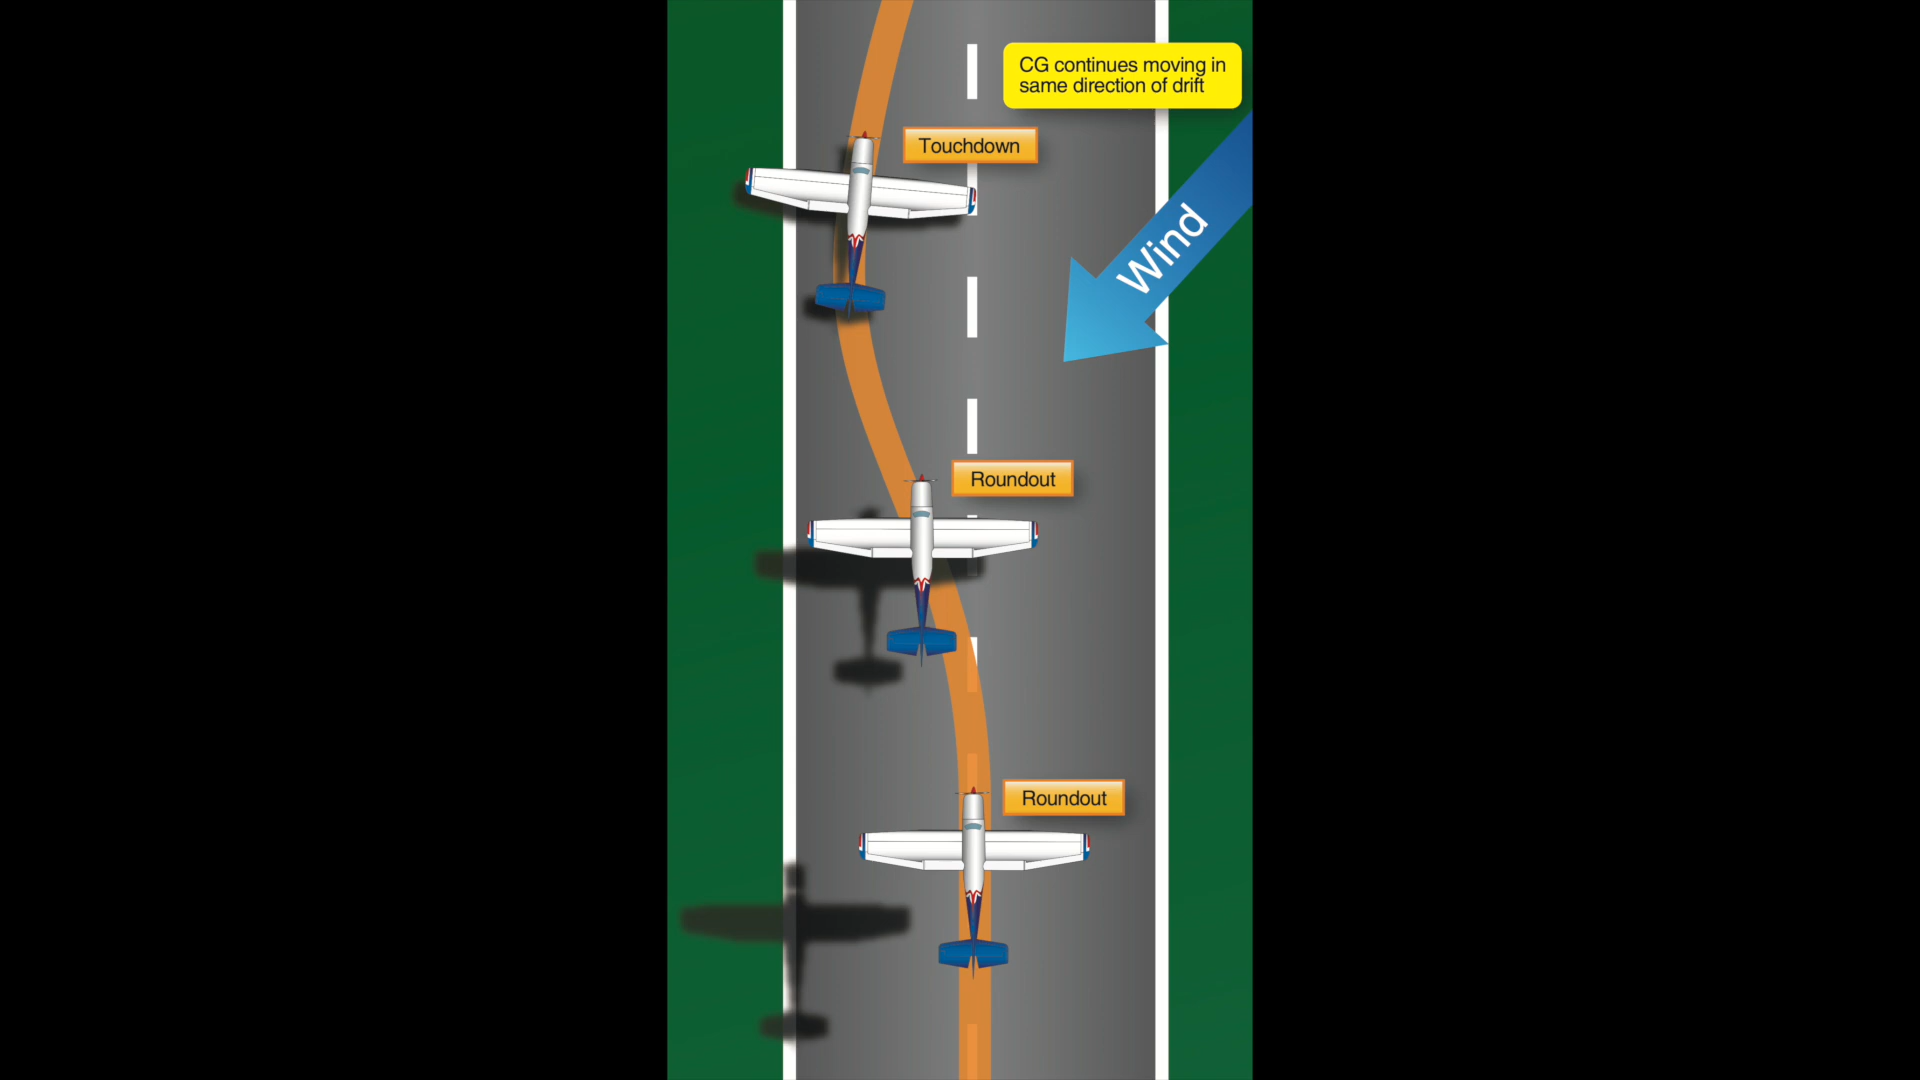 CG continues moving in
same direction of drift
Touchdown
Wind
Roundout
Roundout